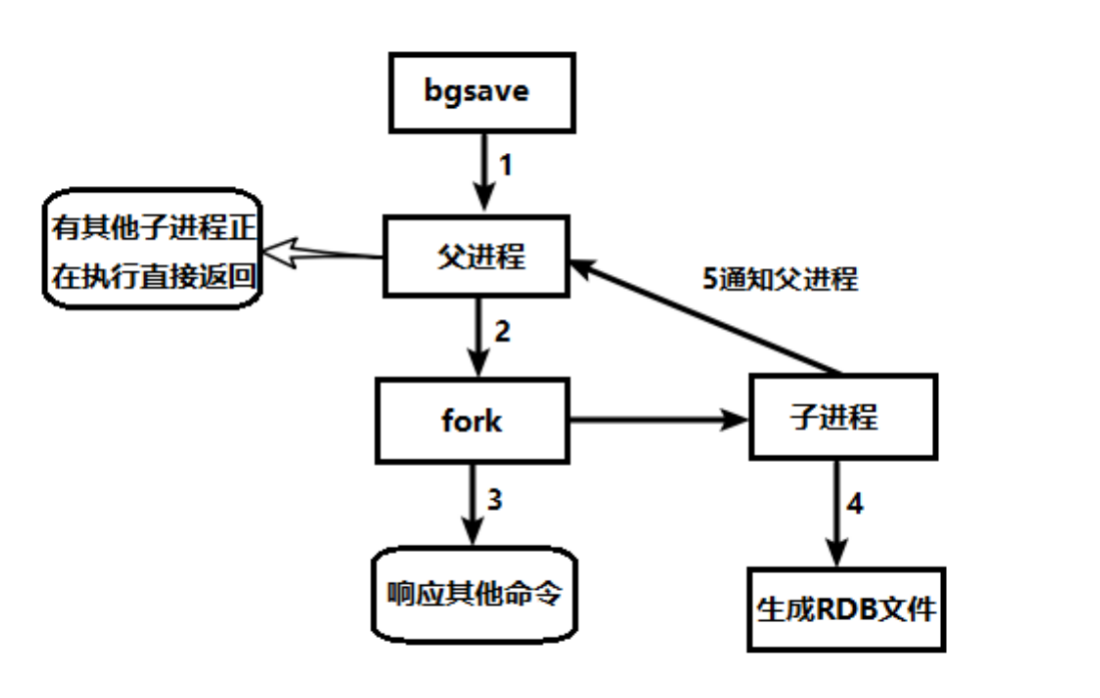 bgsave
1
有其他子进程正
在执行直接返回
父进程
5通知父进程
2
fork
子进程
3
4
响应其他命令
生成RDB文件